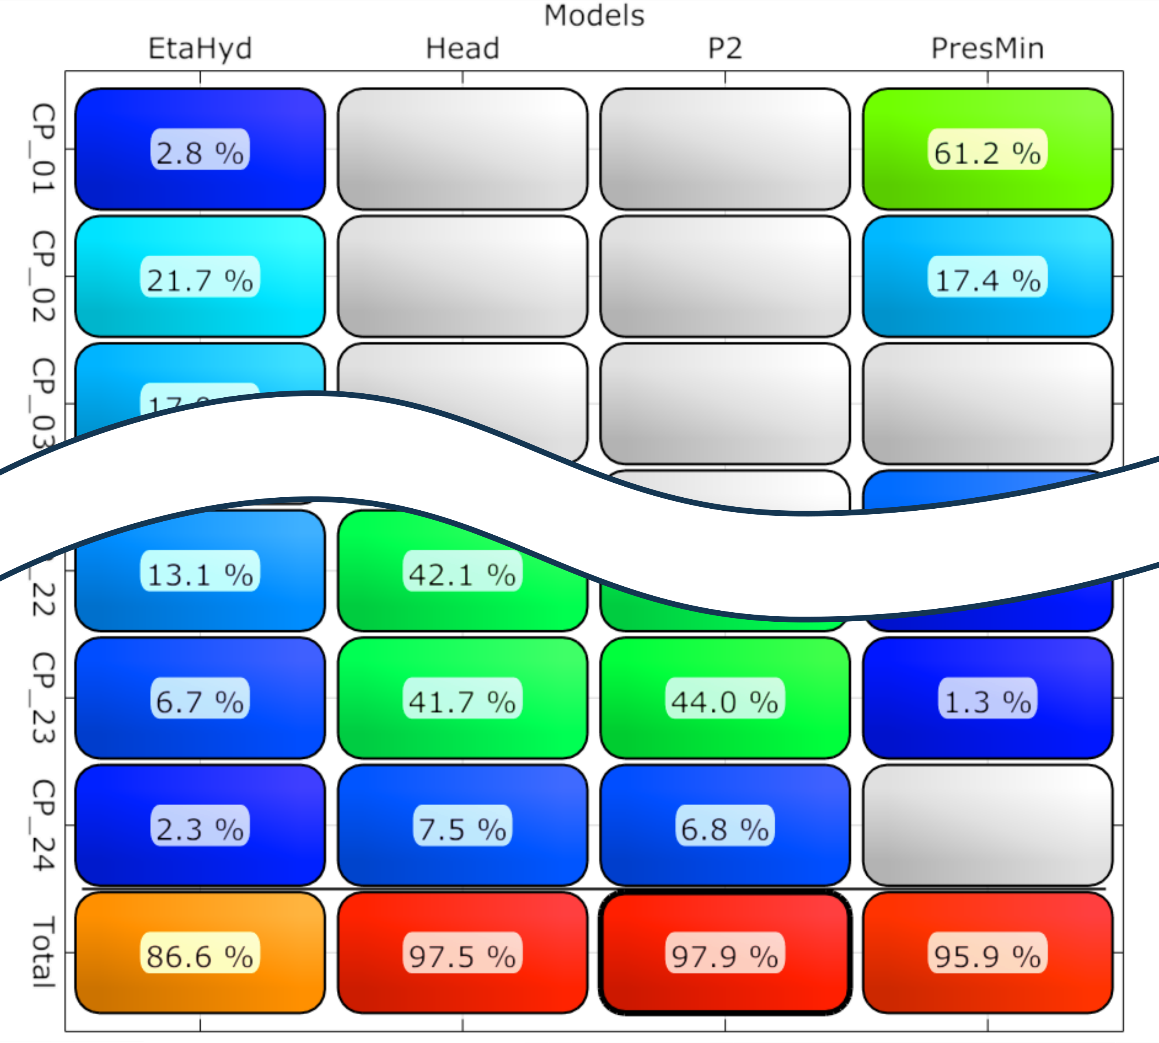 Models
EtaHyd Head P2 PresMin
CP_01 2.8 % 61.2 %
CP_02 21.7 % 17.4 %
CP_03
_22 13.1 % 42.1 %
CP_23 6.7 % 41.7 % 44.0 % 1.3 %
CP_24 2.3 % 7.5 % 6.8 %
Total 86.6 % 97.5 % 97.9 % 95.9 %